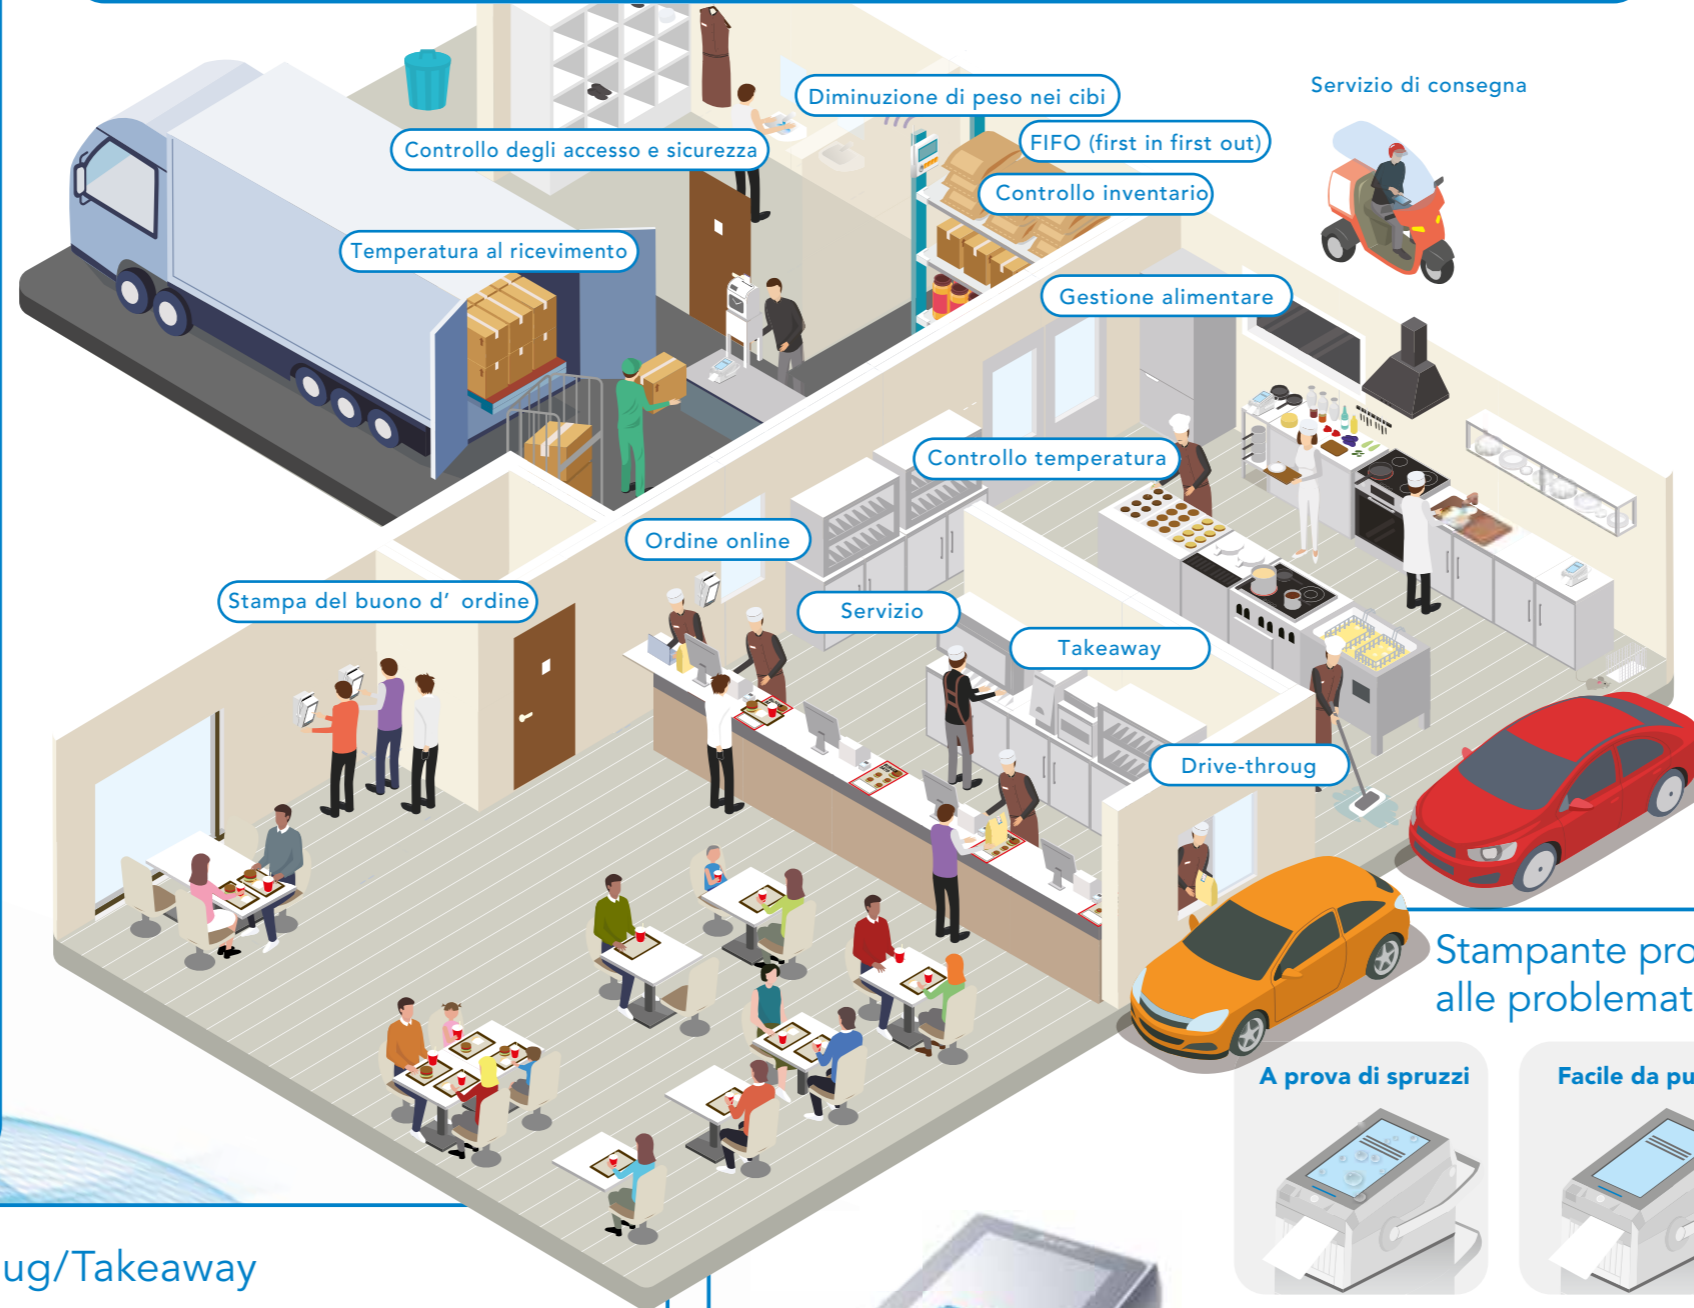 Diminuzione di peso nei cibi
Servizio di consegna
Controllo degli accesso e sicurezza
FIFO (first in first out)
Controllo inventario
Temperatura al ricevimento
Gestione alimentare
Controllo temperatura
Ordine online
Stampa del buono d’ ordine
Servizio
Takeaway
Drive-throug
Stampante pro
alle problemat
A prova di spruzzi
Facile da pu
ug/Takeaway